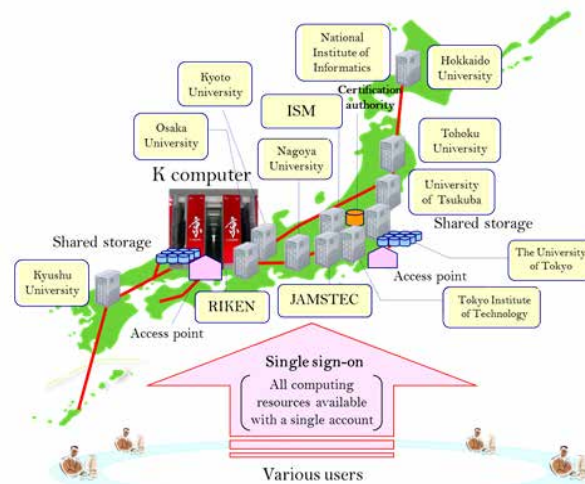 National
Institute of
Informatics
Hokkaido
University
Kyoto
University
Certification
authority
ISM
Osaka
University
Nagoya
University
Tohoku
University
K computer
University
of Tsukuba
Shared storage
Shared storage
The University
of Tokyo
Kyushu
University
Access point
RIKEN
JAMSTEC
Tokyo Institute
of Technology
Access point
Single sign-on
All computing
resources available
with a single account
Various users